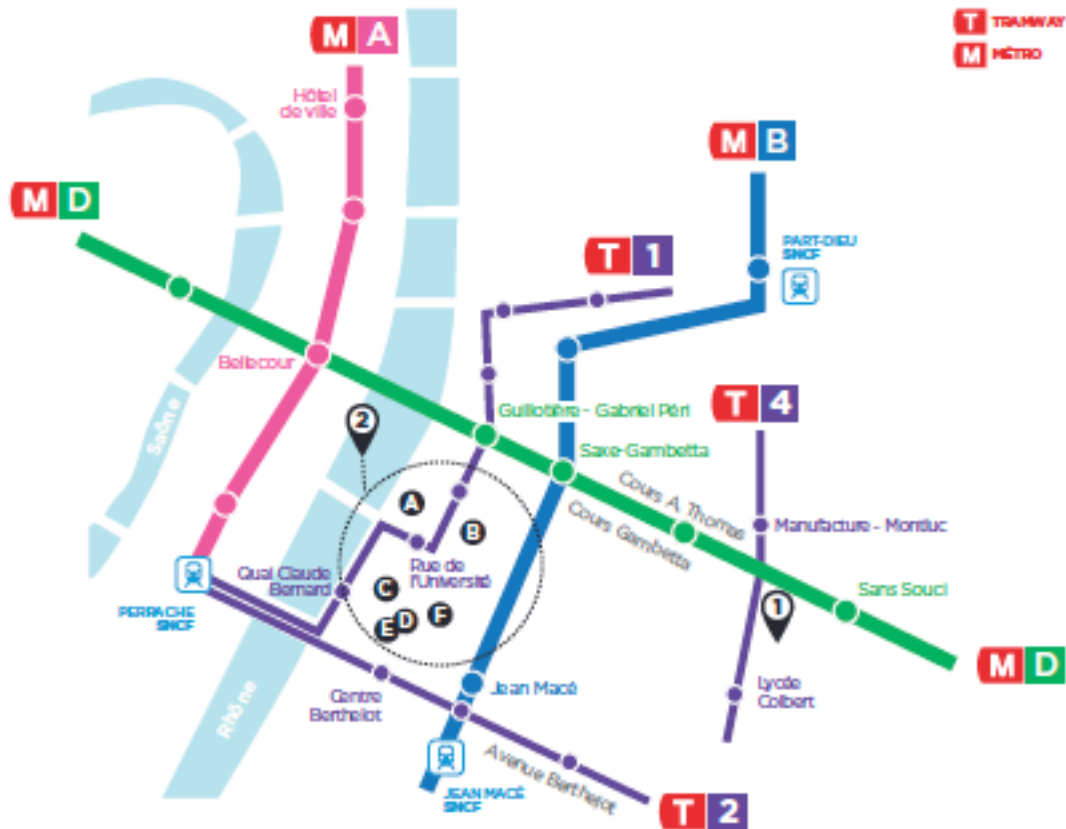 M A
T TRAMWAY
M MÉTRO
Hôtel
de ville
M B
M D
PART-DIEU
SNCF
T 1
Bellecour
Guillotière - Gabriel Péri
T 4
Saône
2
Saxe-Gambetta
Cours A. Thomas
Cours Gambetta
A
B
Manufacture - Montluc
Rue de
l'Université
Quai Claude
Bernard
C
D
E
F
Sans Souci
1
PERRACHE
SNCF
M D
Rhône
Centre
Berthelot
Jean Macé
Lycée
Colbert
Avenue Berthelot
JEAN MACÉ
SNCF
T 2